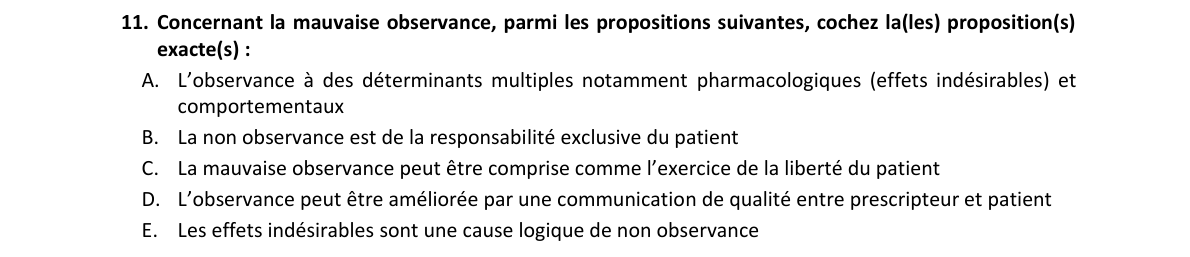 11. Concernant la mauvaise observance, parmi les propositions suivantes, cochez la(les) proposition(s)
exacte(s) :
A. L’observance à des déterminants multiples notamment pharmacologiques (effets indésirables) et
comportementaux
B. La non observance est de la responsabilité exclusive du patient
C. La mauvaise observance peut être comprise comme l’exercice de la liberté du patient
D. L’observance peut être améliorée par une communication de qualité entre prescripteur et patient
E. Les effets indésirables sont une cause logique de non observance